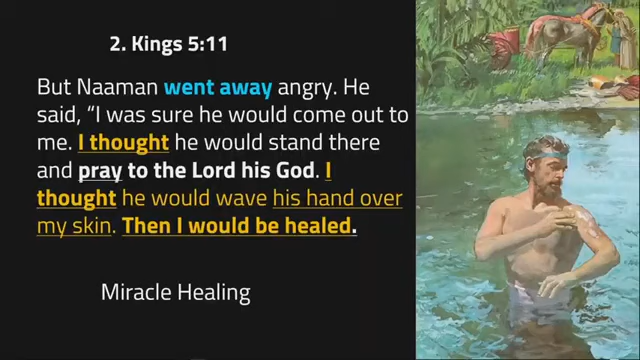 2. Kings 5:11
But Naaman went away angry. He
said, “I was sure he would come out to
me. I thought he would stand there
and pray to the Lord his God. I
thought he would wave his hand over
my skin. Then I would be healed.
Miracle Healing